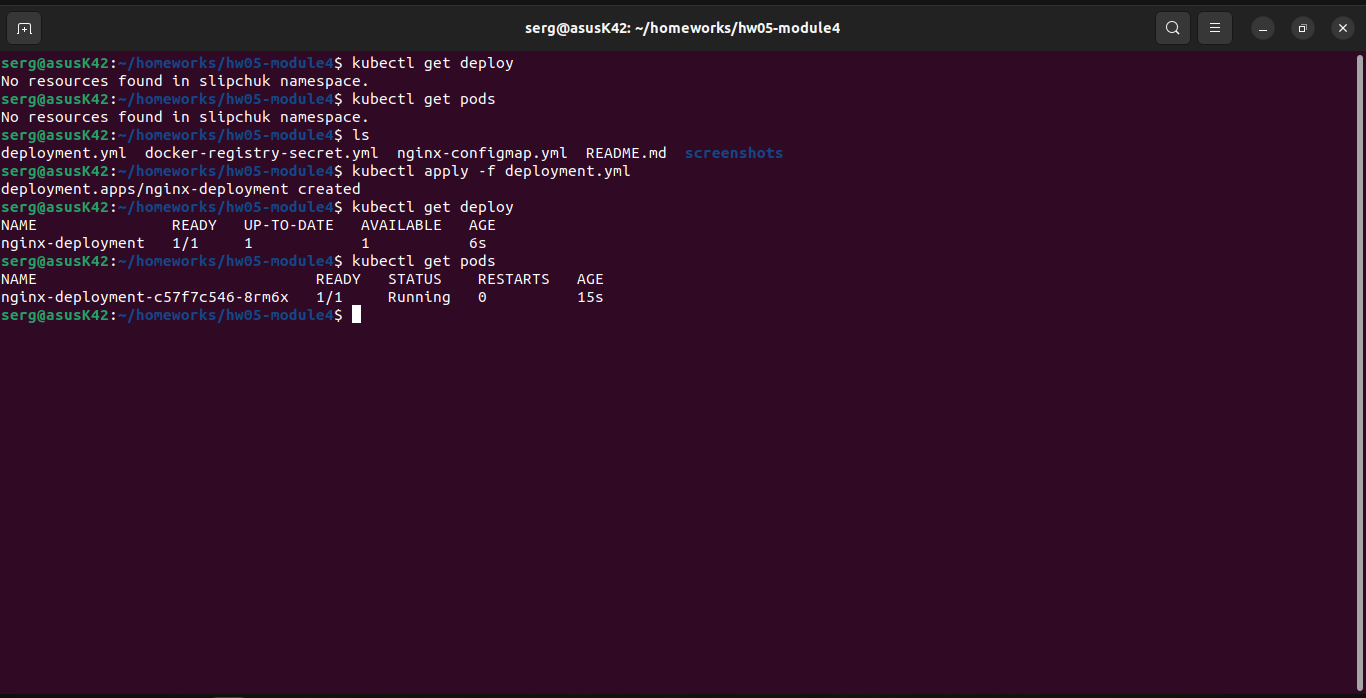 serg@asusK42: ~/homeworks/hw05-module4
serg@asusK42:~/homeworks/hw05-module4$ kubectl get deploy
No resources found in slipchuk namespace.
serg@asusK42:~/homeworks/hw05-module4$ kubectl get pods
No resources found in slipchuk namespace.
serg@asusK42:~/homeworks/hw05-module4$ ls
deployment.yml  docker-registry-secret.yml  nginx-configmap.yml  README.md  screenshots
serg@asusK42:~/homeworks/hw05-module4$ kubectl apply -f deployment.yml
deployment.apps/nginx-deployment created
serg@asusK42:~/homeworks/hw05-module4$ kubectl get deploy
NAME               READY   UP-TO-DATE   AVAILABLE   AGE
nginx-deployment   1/1     1            1           6s
serg@asusK42:~/homeworks/hw05-module4$ kubectl get pods
NAME                               READY   STATUS    RESTARTS   AGE
nginx-deployment-c57f7c546-8rm6x   1/1     Running   0          15s
serg@asusK42:~/homeworks/hw05-module4$